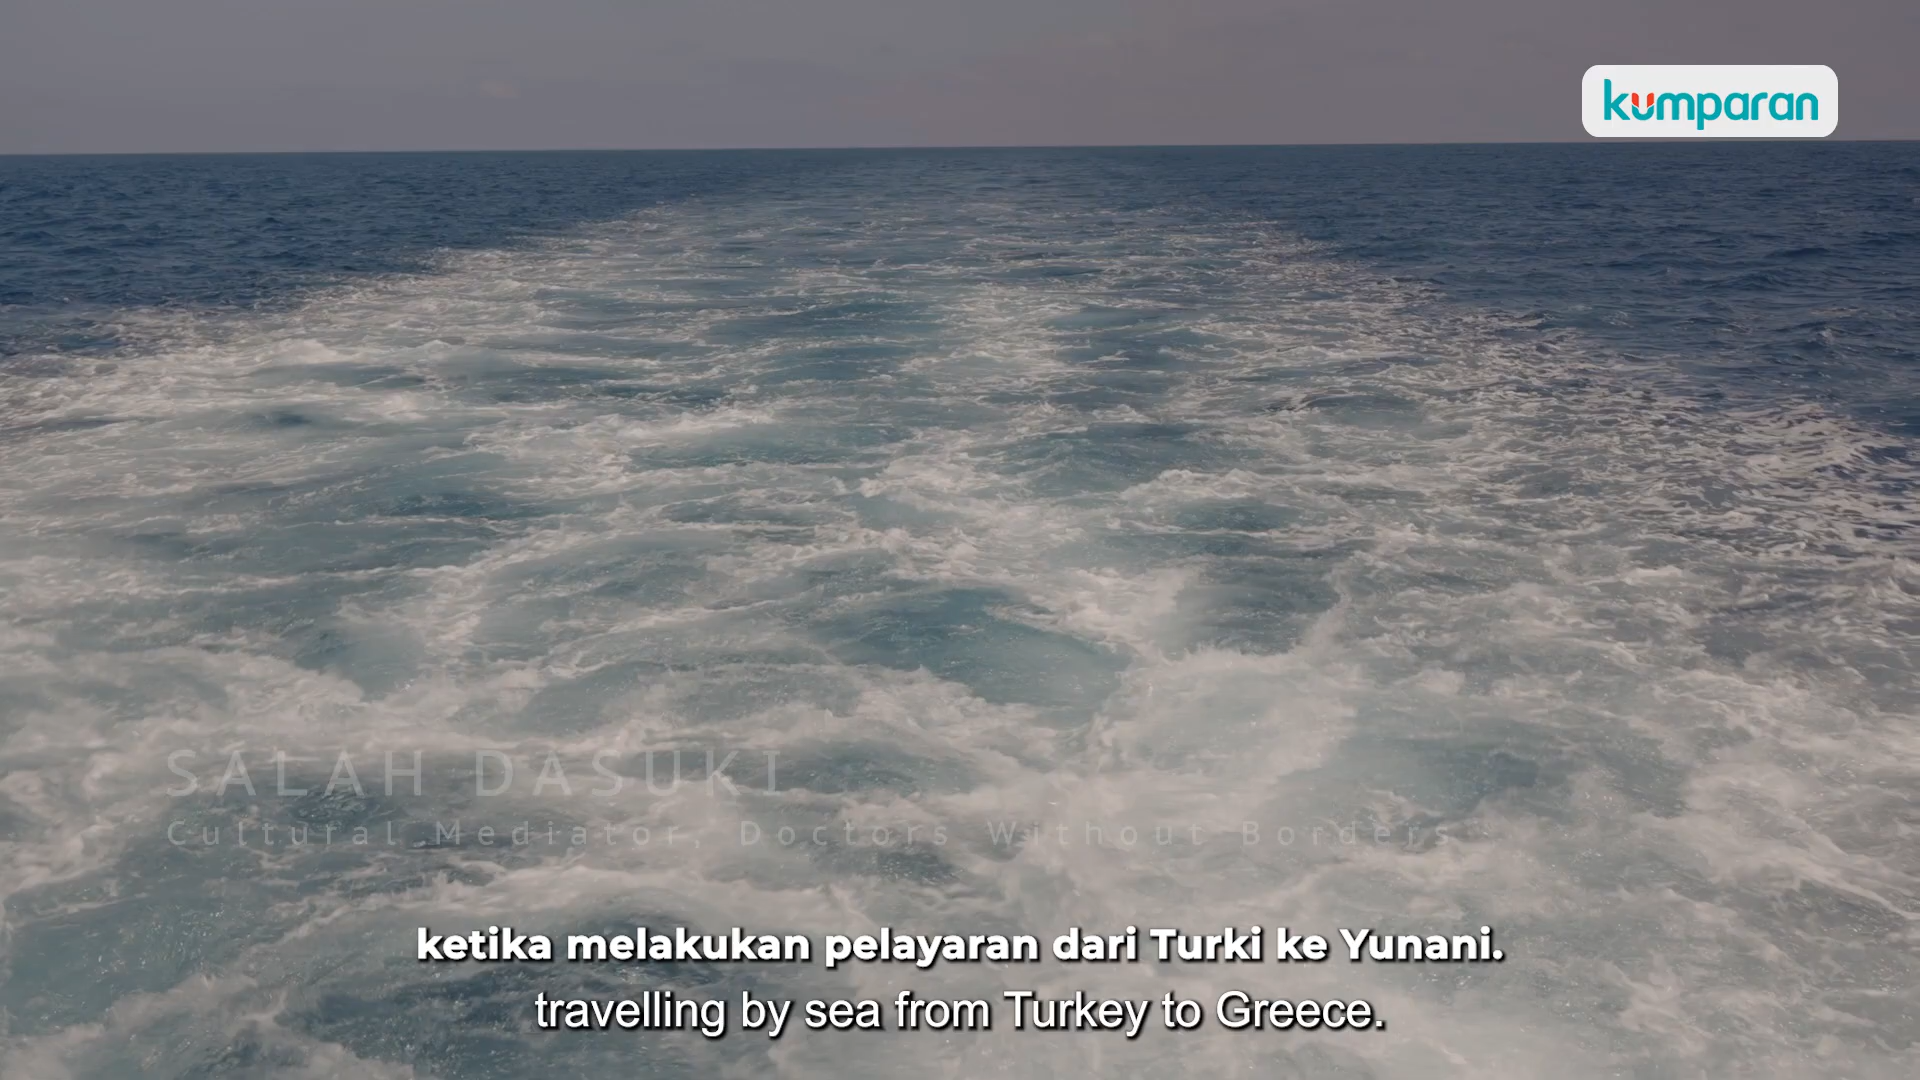 kumparan
SALAH DASUKI
Cultural Mediator, Doctors Without Borders
ketika melakukan pelayaran dari Turki ke Yunani.
travelling by sea from Turkey to Greece.